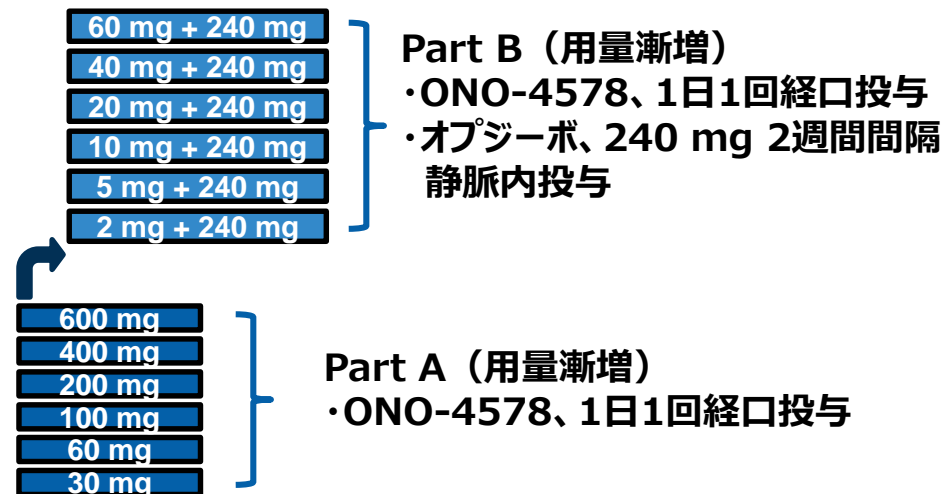 60 mg + 240 mg
40 mg + 240 mg
20 mg + 240 mg
10 mg + 240 mg
5 mg + 240 mg
2 mg + 240 mg
Part B（用量漸増）
・ONO-4578、1日1回経口投与
・オプジーボ、240 mg 2週間間隔
静脈内投与
600 mg
400 mg
200 mg
100 mg
60 mg
30 mg
Part A（用量漸増）
・ONO-4578、1日1回経口投与